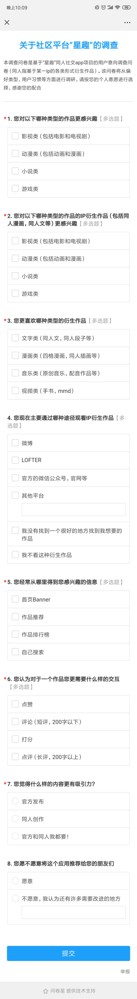 晚上10:09
90
关于社区平台“星趣”的调查
本调查问卷是基于“星趣”同人社交app项目的用户意向调查问
卷（同人指基于某一ip的各类形式衍生作品）。该问卷将从偏
好类型，用户习惯等方面进行调研，请按您的个人意愿进行选
择，感谢您的配合
*1. 您对以下哪种类型的作品更感兴趣【多选题】
影视类（包括电影和电视剧）
动漫类（包括动画和漫画）
小说类
游戏类
*2. 您对以下哪种类型的作品的IP衍生作品（包括同
人漫画，同人文等）更感兴趣【多选题】
影视类（包括电影和电视剧）
动漫类（包括动画和漫画）
小说类
游戏类
*3. 您更喜欢哪种类型的衍生作品【多选题】
文字类（同人文，同人段子等）
漫画类（四格漫画，同人插画等）
音乐类（原创音乐，配音作品等）
视频类（手书，mmd）
4. 您现在主要通过哪种途径观看IP衍生作品【多
选题】
微博
LOFTER
官方的微信公众号，官网等
其他平台
我没有找到一个很好的地方找到我想要的
作品
我不看这种衍生作品
*5. 您经常从哪里得到您感兴趣的信息【多选题】
首页Banner
作品推荐
作品排行榜
自己搜索
*6. 您认为对于一个作品您更需要什么样的交互
【多选题】
点赞
评论（短评，200字以下）
打分
点评（长评，200字以上）
*7. 您觉得什么样的内容更有吸引力？
官方发布
同人创作
官方和同人我都要！
8. 您愿不愿意将这个应用推荐给您的朋友们
愿意
不愿意，我认为还有许多需要改进的地方
提交
举报
问卷星 提供技术支持